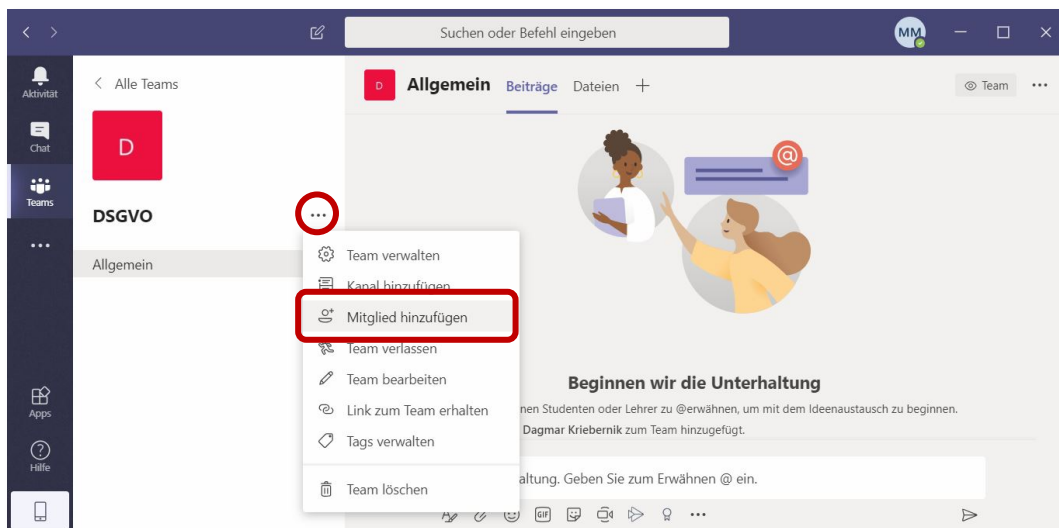 Suchen oder Befehl eingeben
MM
Aktivität
Chat
Teams
Apps
Hilfe
Alle Teams
D
DSGVO
Allgemein
Team verwalten
Kanal hinzufügen
Mitglied hinzufügen
Team verlassen
Team bearbeiten
Link zum Team erhalten
Tags verwalten
Team löschen
D Allgemein Beiträge Dateien
Team
@
Beginnen wir die Unterhaltung
nen Studenten oder Lehrer zu @erwähnen, um mit dem Ideenaustausch zu beginnen.
Dagmar Kriebernik zum Team hinzugefügt.
altung. Geben Sie zum Erwähnen @ ein.
GIF